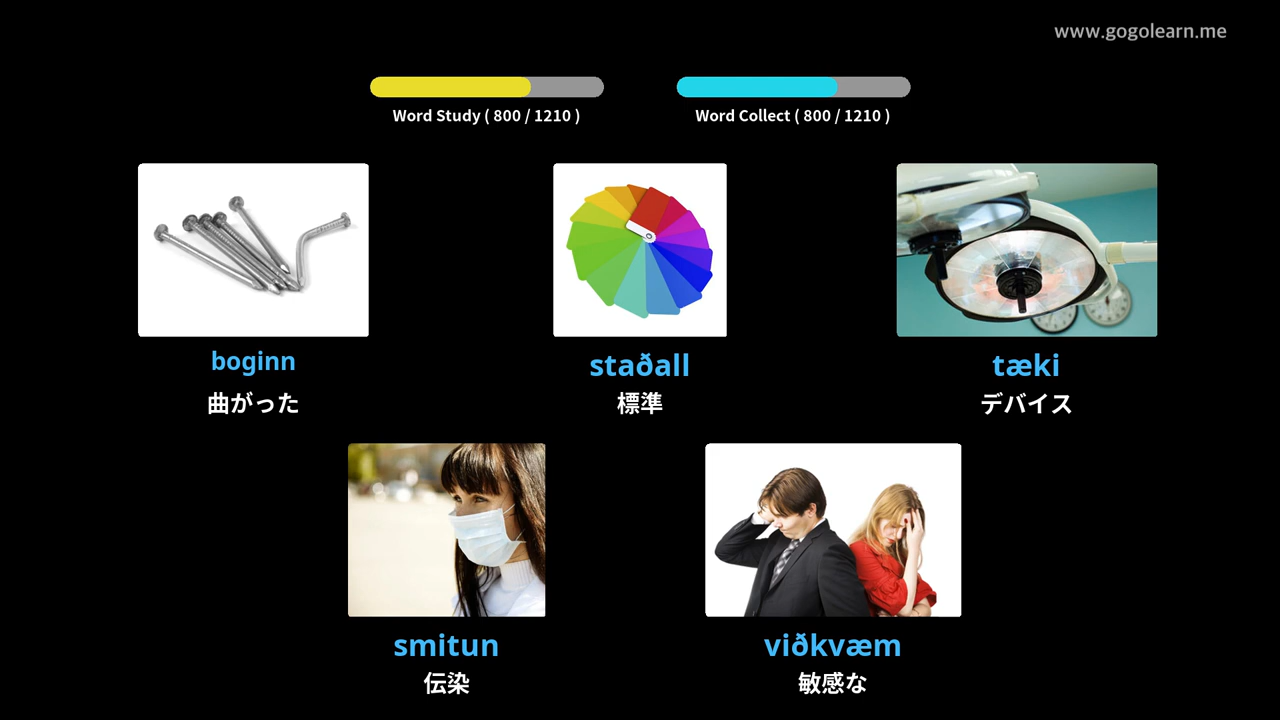 www.gogolearn.me
Word Study ( 800 / 1210 )
Word Collect ( 800 / 1210 )
boginn
曲がった
staðall
標準
tæki
デバイス
smitun
伝染
viðkvæm
敏感な